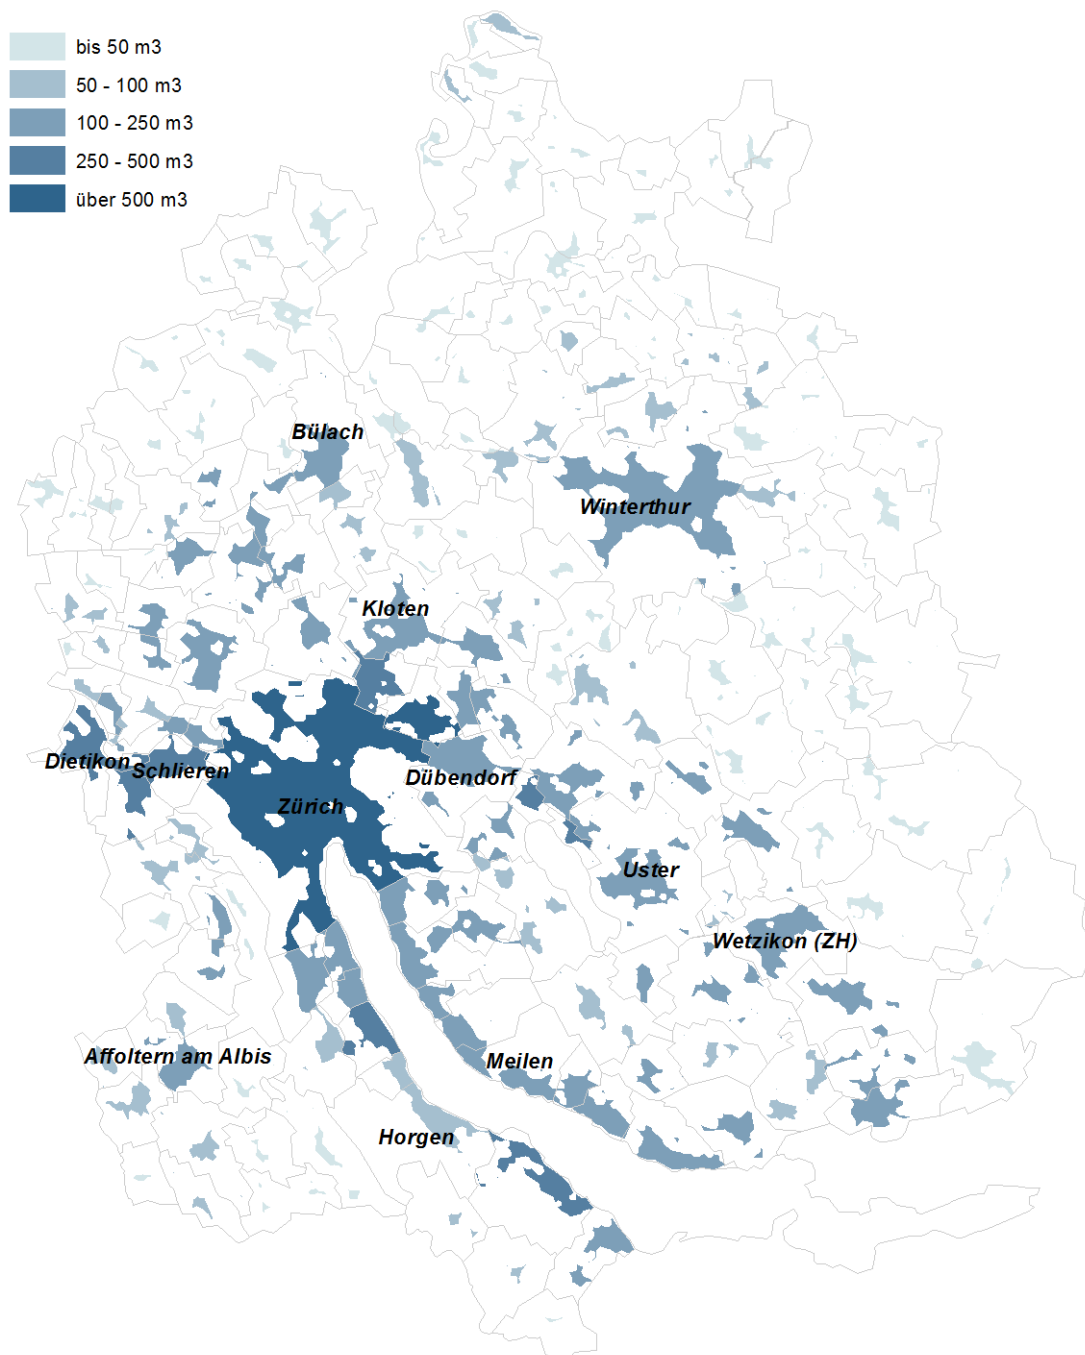 bis 50 m3
50 - 100 m3
100 - 250 m3
250 - 500 m3
über 500 m3
Bülach
Winterthur
Kloten
Dietikon
Schlieren
Dübendorf
Zürich
Uster
Wetzikon (ZH)
Affoltern am Albis
Meilen
Horgen